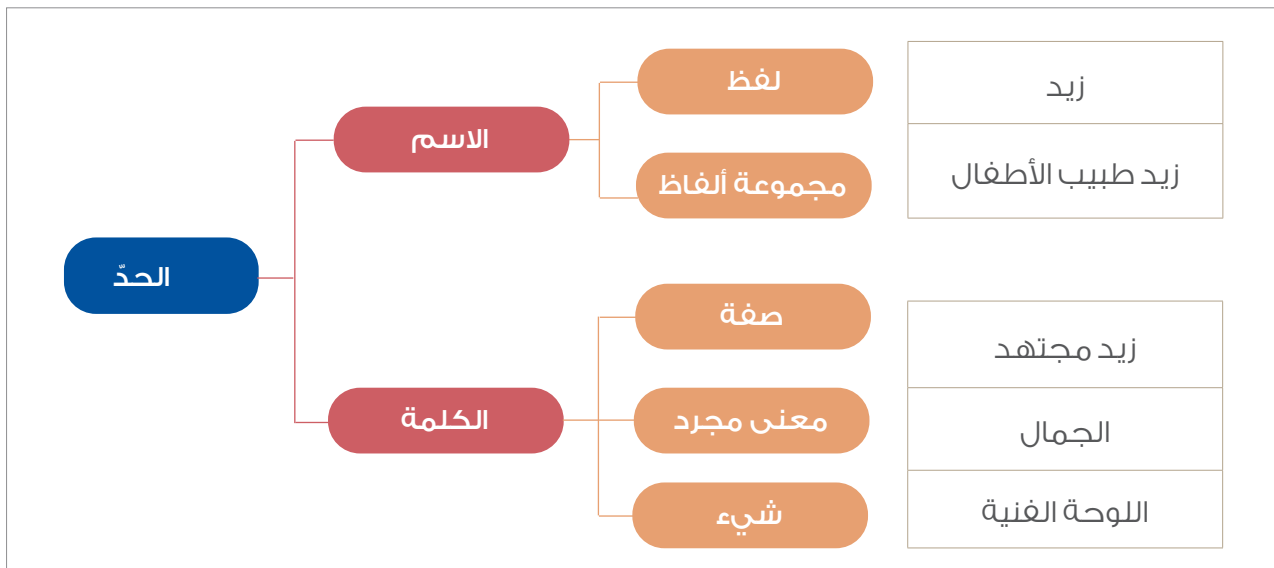 الحدّ
الاسم
لفظ
زيد
مجموعة ألفاظ
زيد طبيب الأطفال
الكلمة
صفة
زيد مجتهد
معنى مجرد
الجمال
شيء
اللوحة الفنية